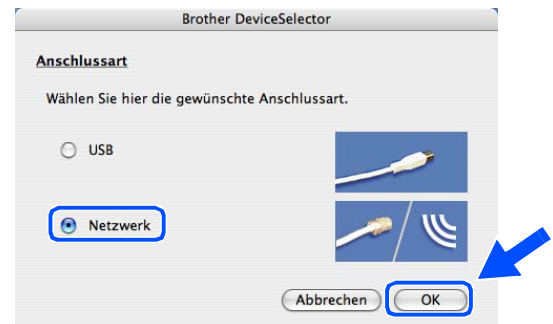 Brother DeviceSelector
Anschlussart
Wählen Sie hier die gewünschte Anschlussart.
USB
Netzwerk
Abbrechen OK